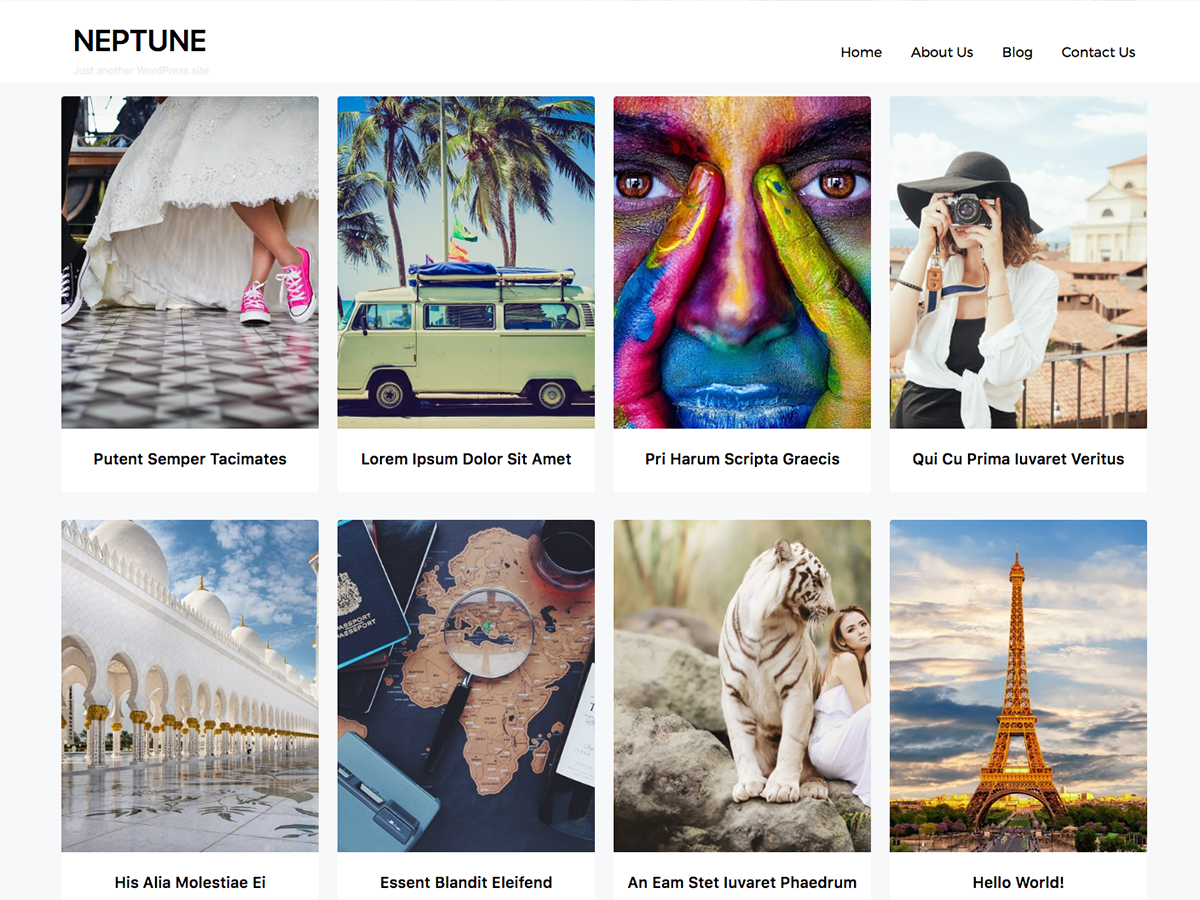 NEPTUNE
Just another WordPress site
Home
About Us
Blog
Contact Us
Putent Semper Tacimates
Lorem Ipsum Dolor Sit Amet
Pri Harum Scripta Graecis
Qui Cu Prima Iuvaret Veritus
PASSPORT
PASSEPORT
His Alia Molestiae Ei
Essent Blandit Eleifend
An Eam Stet Iuvaret Phaedrum
Hello World!